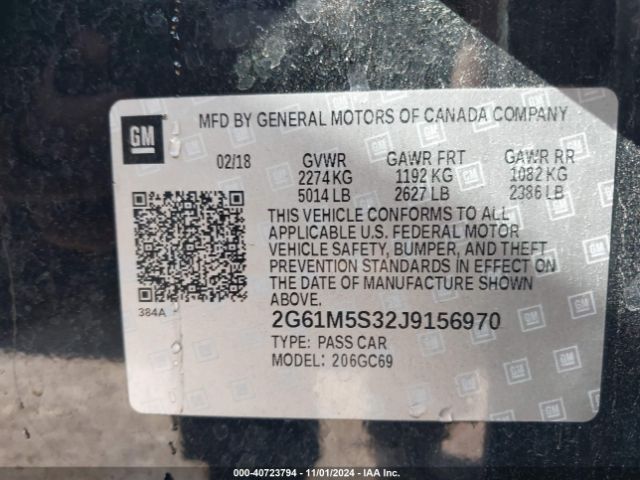 GM
MFD BY GENERAL MOTORS OF CANADA COMPANY
02/18 GVWR GAWR FRT GAWR RR
2274 KG 1192 KG 1082 KG
5014 LB 2627 LB 2386 LB
THIS VEHICLE CONFORMS TO ALL
APPLICABLE U.S. FEDERAL MOTOR
VEHICLE SAFETY, BUMPER, AND THEFT
PREVENTION STANDARDS IN EFFECT ON
THE DATE OF MANUFACTURE SHOWN
ABOVE.
384A
2G61M5S32J9156970
TYPE: PASS CAR
MODEL: 206GC69
000-40723794 - 11/01/2024 - IAA Inc.